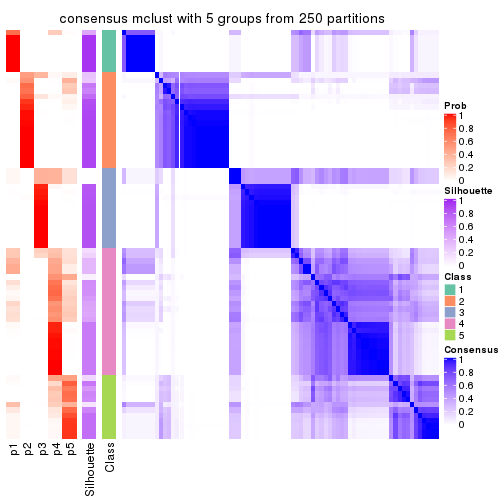 consensus mclust with 5 groups from 250 partitions
Prob
1
0.8
0.6
0.4
0.2
0
Silhouette
1
0.8
0.6
0.4
0.2
0
Class
1
2
3
4
5
Consensus
1
0.8
0.6
0.4
0.2
0
p1
p2
p3
p4
p5
Silhouette
Class